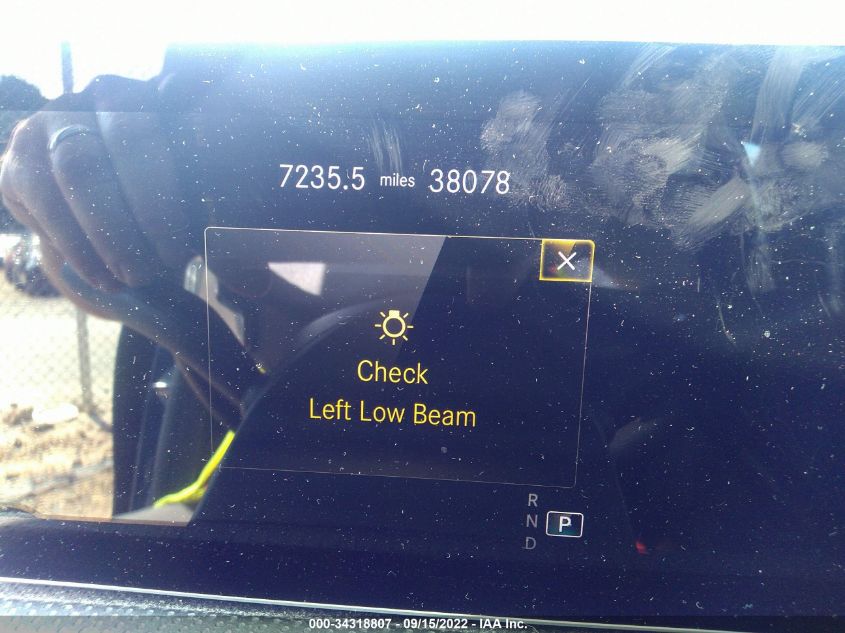 7235.5 miles 38078
Check
Left Low Beam
R
N P
D
000-34318807 - 09/15/2022 - IAA Inc.